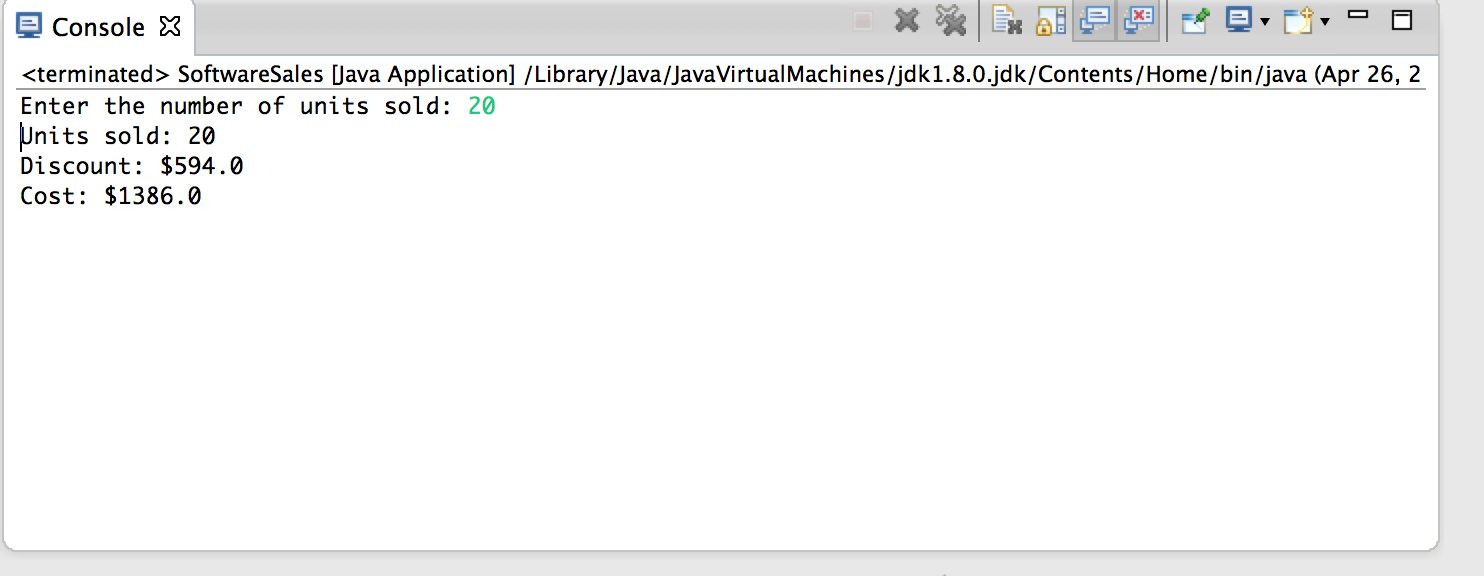 Console
<terminated> SoftwareSales [Java Application] /Library/Java/JavaVirtualMachines/jdk1.8.0.jdk/Contents/Home/bin/java (Apr 26, 2
Enter the number of units sold: 20
Units sold: 20
Discount: $594.0
Cost: $1386.0